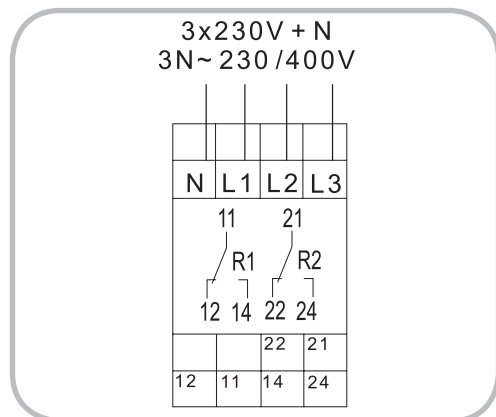 3x230V + N
3N~ 230 /400V
N L1 L2 L3
11 21
R1 R2
12 14 22 24
22 21
12 11 14 24